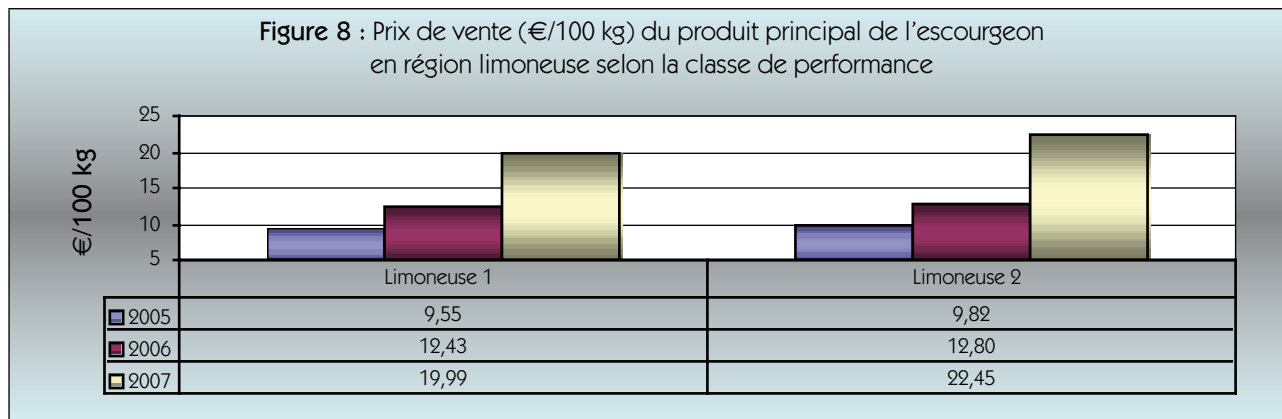 Figure 8 : Prix de vente (€/100 kg) du produit principal de l'escourgeon
en région limoneuse selon la classe de performance
€/100 kg
25
20
15
10
5
Limoneuse 1 Limoneuse 2
2005 9,55 9,82
2006 12,43 12,80
2007 19,99 22,45